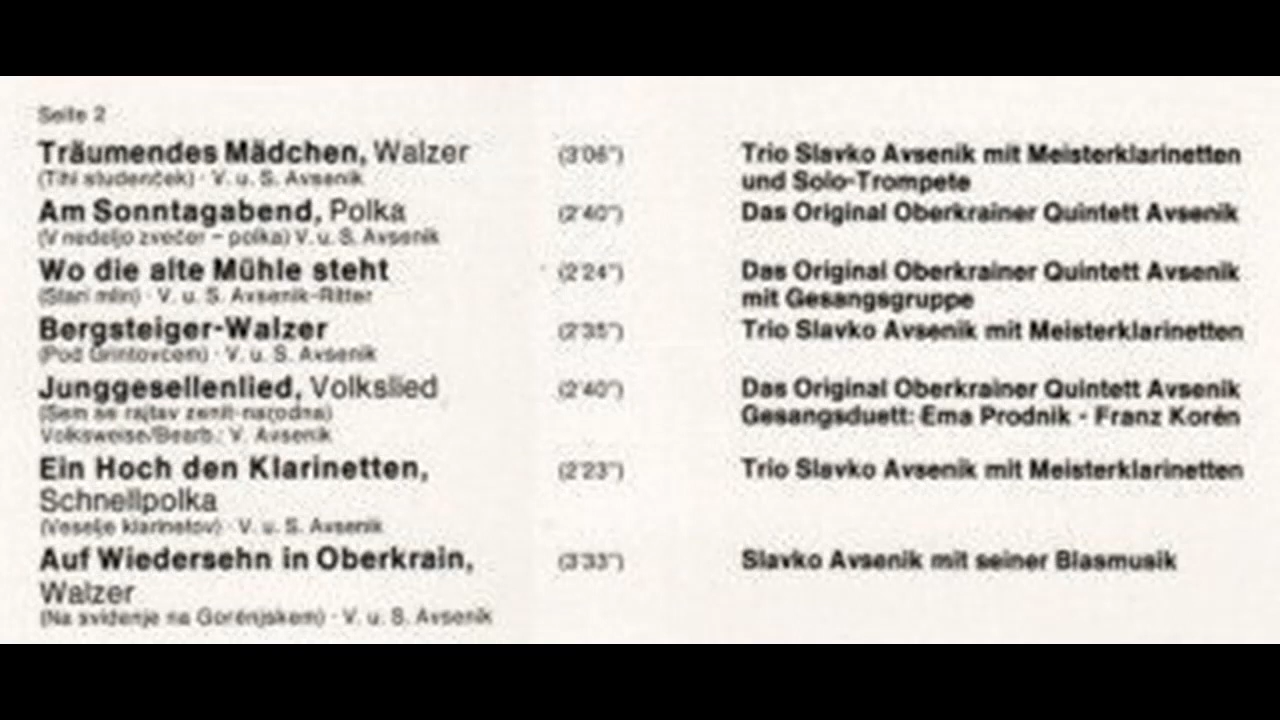 Seite 2
Träumendes Mädchen, Walzer (3'06") Trio Slavko Avsenik mit Meisterklarinetten
(Tihi studenček) · V. u. S. Avsenik und Solo-Trompete
Am Sonntagabend, Polka (2'40") Das Original Oberkrainer Quintett Avsenik
(V nedeljo zvečer – polka) V. u. S. Avsenik
Wo die alte Mühle steht (2'24") Das Original Oberkrainer Quintett Avsenik
(Stari mlin) · V. u. S. Avsenik-Ritter mit Gesangsgruppe
Bergsteiger-Walzer (2'35") Trio Slavko Avsenik mit Meisterklarinetten
(Pod Grintovcem) · V. u. S. Avsenik
Junggesellenlied, Volkslied (2'40") Das Original Oberkrainer Quintett Avsenik
(Sem se rajtav ženit-narodna) Gesangsduett: Ema Prodnik - Franz Korén
Volksweise/Bearb.: V. Avsenik
Ein Hoch den Klarinetten, (2'23") Trio Slavko Avsenik mit Meisterklarinetten
Schnellpolka
(Veselje klarinetov) · V. u. S. Avsenik
Auf Wiedersehn in Oberkrain, (3'33") Slavko Avsenik mit seiner Blasmusik
Walzer
(Na svidenje na Gorenjskem) · V. u. S. Avsenik